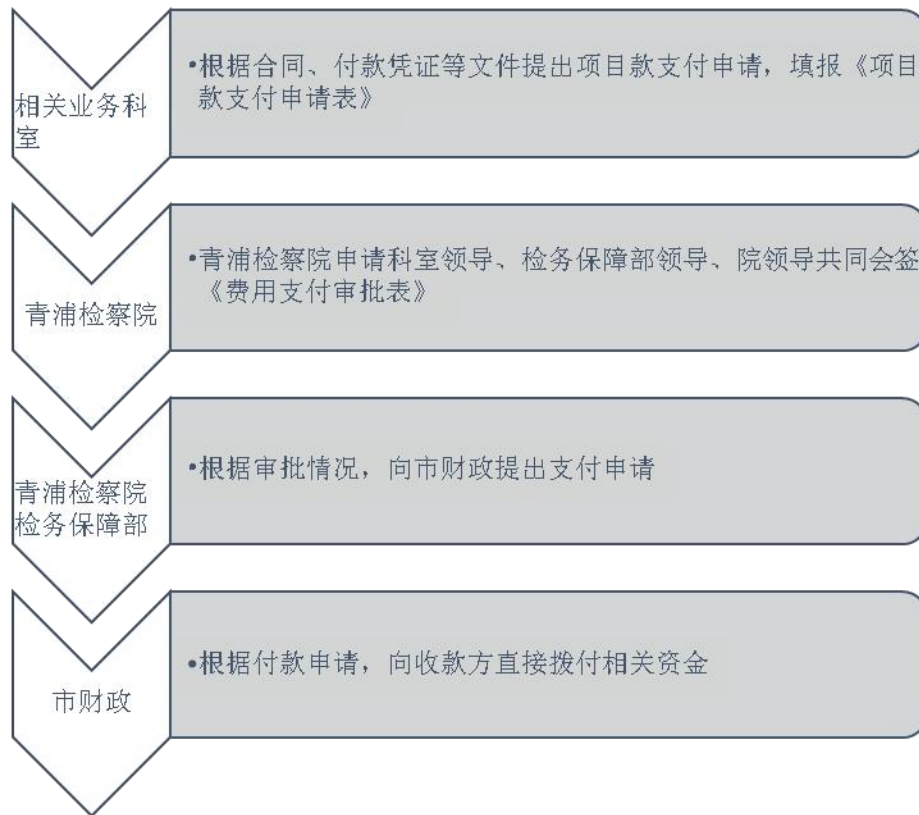 相关业务科
室
•根据合同、付款凭证等文件提出项目款支付申请，填报《项目
款支付申请表》
青浦检察院
•青浦检察院申请科室领导、检务保障部领导、院领导共同会签
《费用支付审批表》
青浦检察院
检务保障部
•根据审批情况，向市财政提出支付申请
市财政
•根据付款申请，向收款方直接拨付相关资金